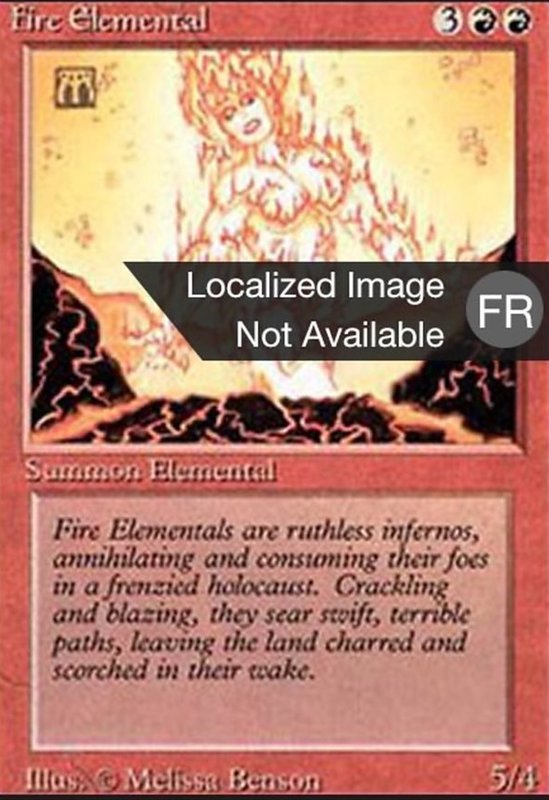 Fire Elemental 3
Localized Image
Not Available
FR
Summon Elemental
Fire Elementals are ruthless infernos,
annihilating and consuming their foes
in a frenzied holocaust. Crackling
and blazing, they sear swift, terrible
paths, leaving the land charred and
scorched in their wake.
Illus. © Melissa Benson 5/4